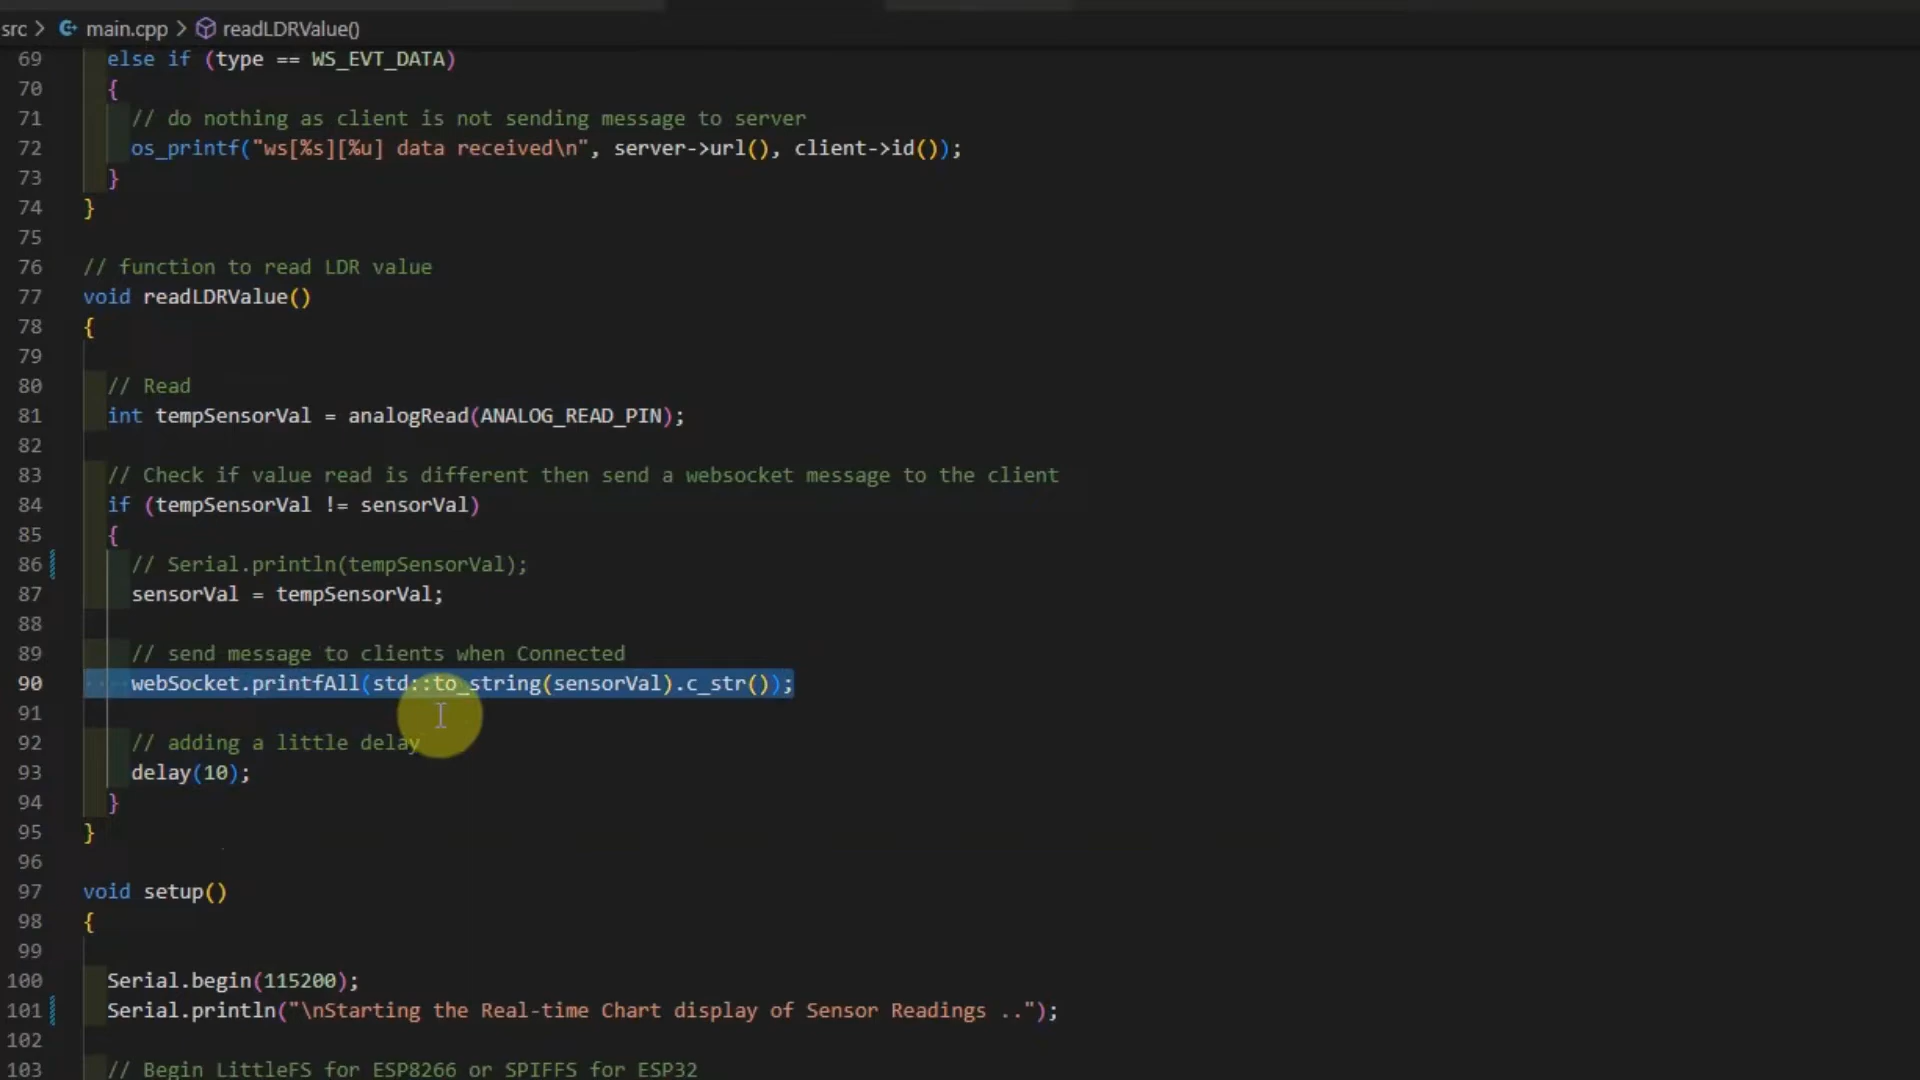 src > main.cpp > readLDRValue()
69 else if (type == WS_EVT_DATA)
70 {
71 // do nothing as client is not sending message to server
72 os_printf("ws[%s][%u] data received\n", server->url(), client->id());
73 }
74 }
75
76 // function to read LDR value
77 void readLDRValue()
78 {
79
80 // Read
81 int tempSensorVal = analogRead(ANALOG_READ_PIN);
82
83 // Check if value read is different then send a websocket message to the client
84 if (tempSensorVal != sensorVal)
85 {
86 // Serial.println(tempSensorVal);
87 sensorVal = tempSensorVal;
88
89 // send message to clients when Connected
90 webSocket.printfAll(std::to_string(sensorVal).c_str());
91
92 // adding a little delay
93 delay(10);
94 }
95 }
96
97 void setup()
98 {
99
100 Serial.begin(115200);
101 Serial.println("\nStarting the Real-time Chart display of Sensor Readings ..");
102
103 // Begin LittleFS for ESP8266 or SPIFFS for ESP32